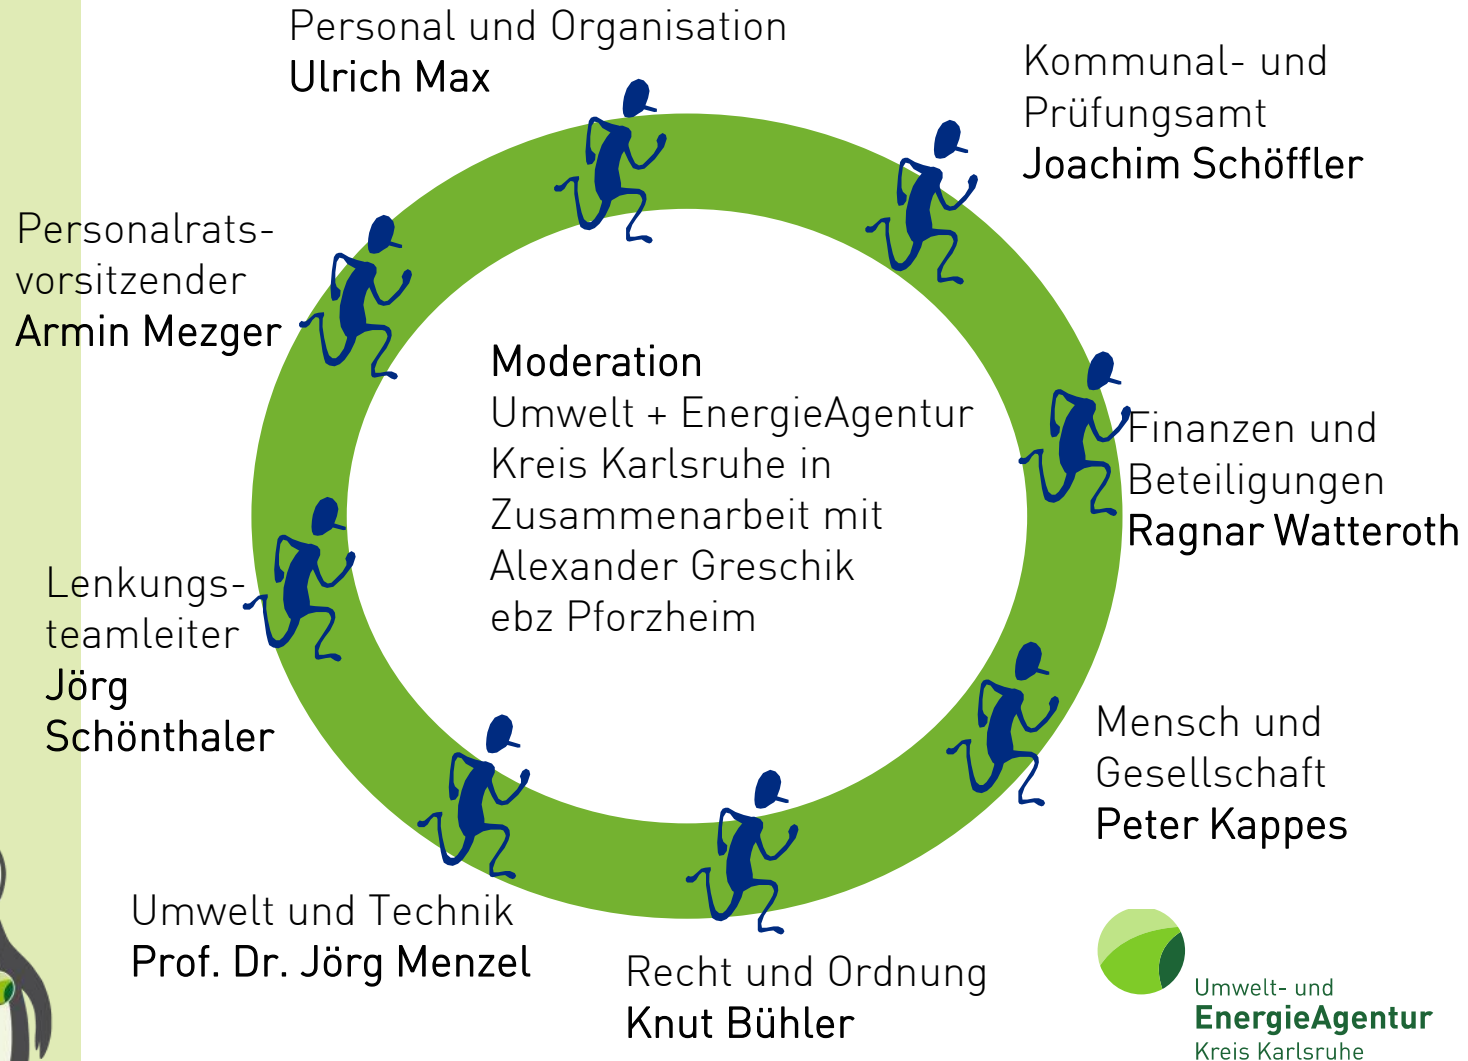 Personal und Organisation
Ulrich Max
Kommunal- und
Prüfungsamt
Joachim Schöffler
Personalrats-
vorsitzender
Armin Mezger
Moderation
Umwelt + EnergieAgentur
Kreis Karlsruhe in
Zusammenarbeit mit
Alexander Greschik
ebz Pforzheim
Finanzen und
Beteiligungen
Ragnar Watteroth
Lenkungs-
teamleiter
Jörg
Schönthaler
Mensch und
Gesellschaft
Peter Kappes
Umwelt und Technik
Prof. Dr. Jörg Menzel
Recht und Ordnung
Knut Bühler
Umwelt- und
EnergieAgentur
Kreis Karlsruhe